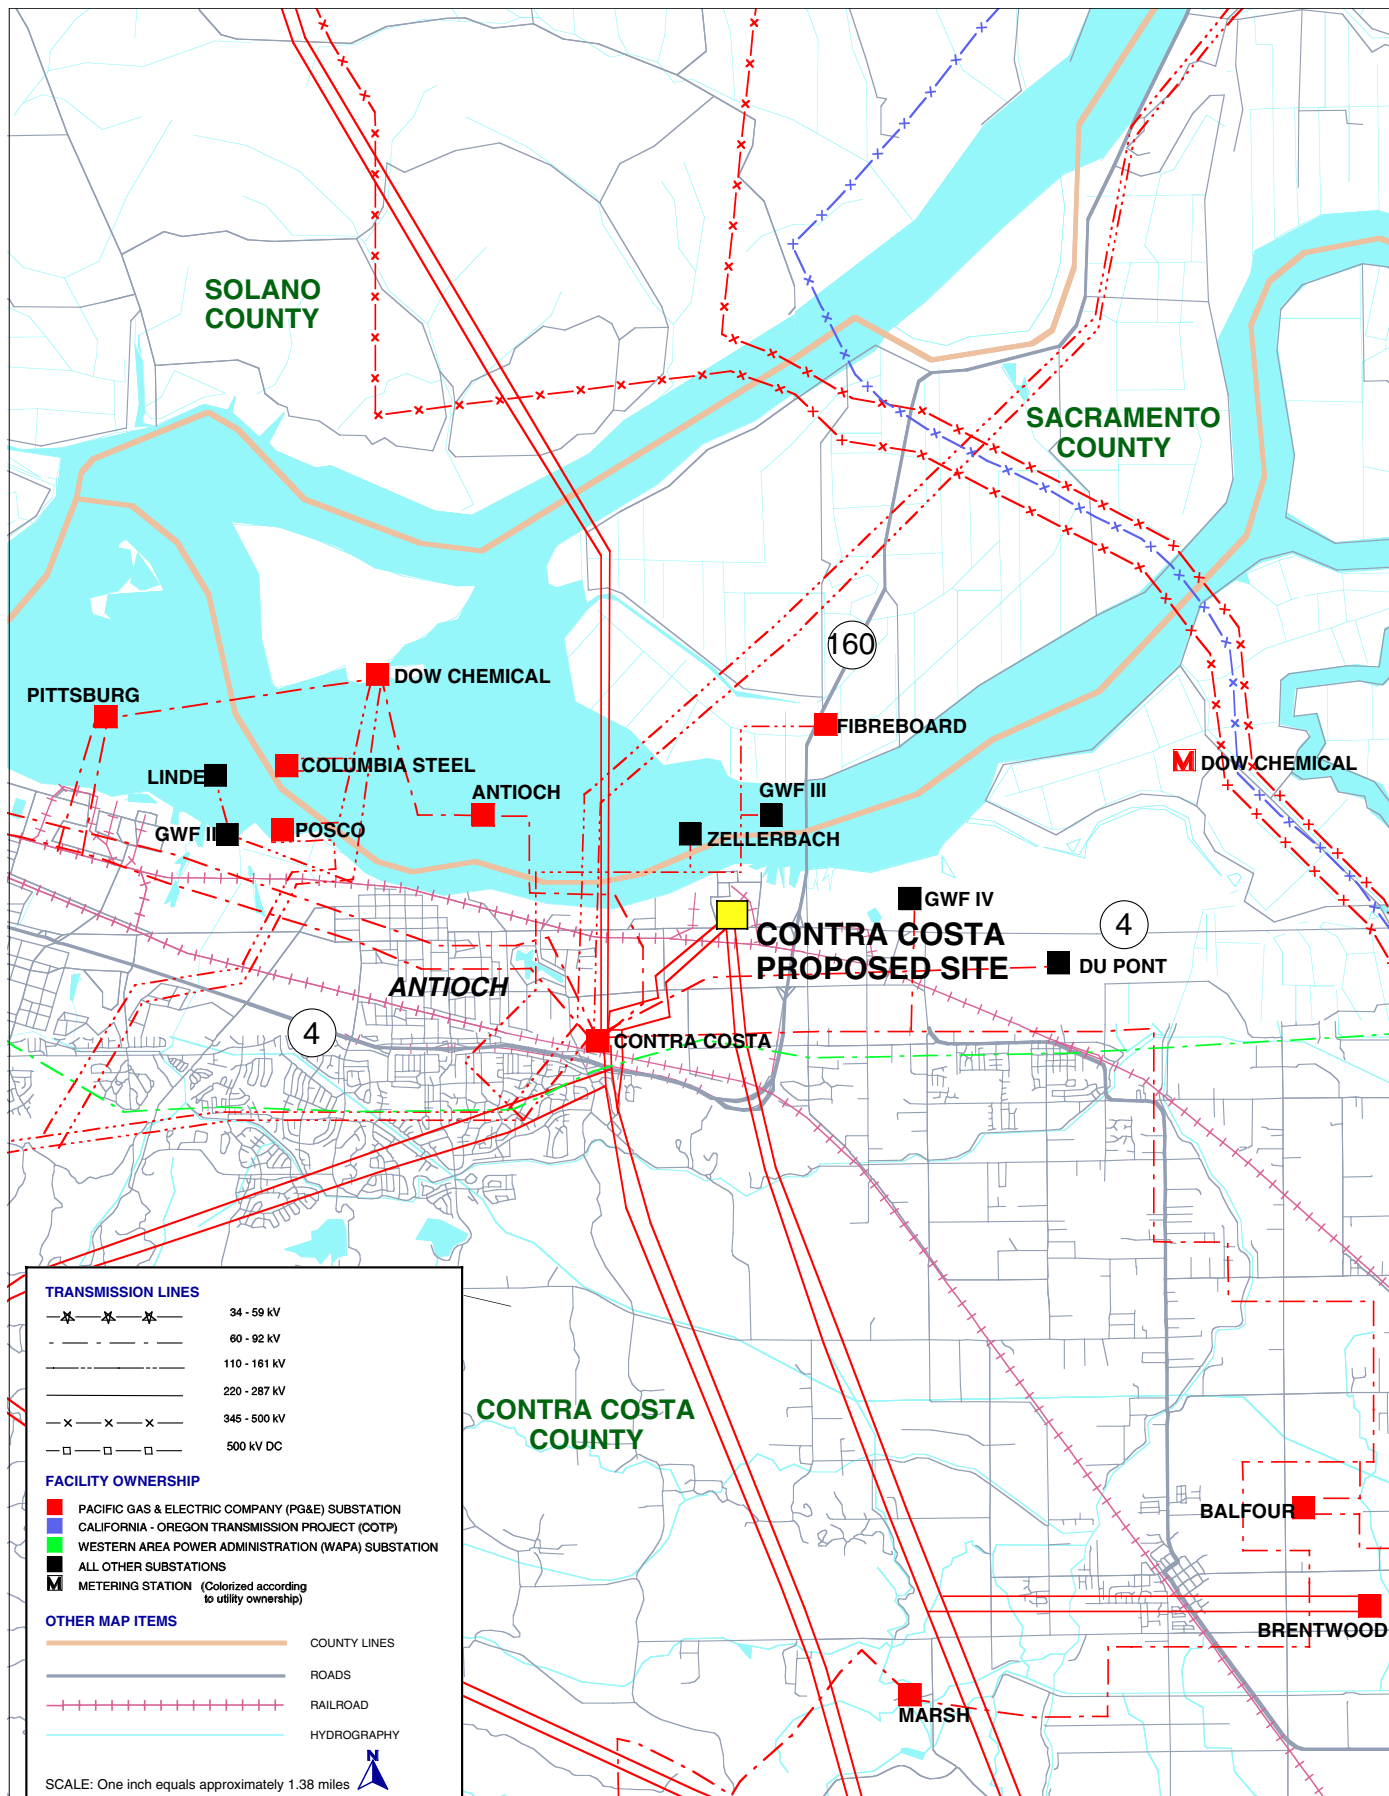 SOLANO
COUNTY
SACRAMENTO
COUNTY
160
DOW CHEMICAL
PITTSBURG
FIBREBOARD
COLUMBIA STEEL
DOW CHEMICAL
M
LINDE
ANTIOCH
GWF III
GWF II
POSCO
ZELLERBACH
GWF IV
4
CONTRA COSTA
PROPOSED SITE
DU PONT
ANTIOCH
4
CONTRA COSTA
CONTRA COSTA
COUNTY
BALFOUR
BRENTWOOD
MARSH
TRANSMISSION LINES
34 - 59 kV
60 - 92 kV
110 - 161 kV
220 - 287 kV
345 - 500 kV
500 kV DC
FACILITY OWNERSHIP
PACIFIC GAS & ELECTRIC COMPANY (PG&E) SUBSTATION
CALIFORNIA - OREGON TRANSMISSION PROJECT (COTP)
WESTERN AREA POWER ADMINISTRATION (WAPA) SUBSTATION
ALL OTHER SUBSTATIONS
M METERING STATION (Colorized according
to utility ownership)
OTHER MAP ITEMS
COUNTY LINES
ROADS
RAILROAD
HYDROGRAPHY
N
SCALE: One inch equals approximately 1.38 miles